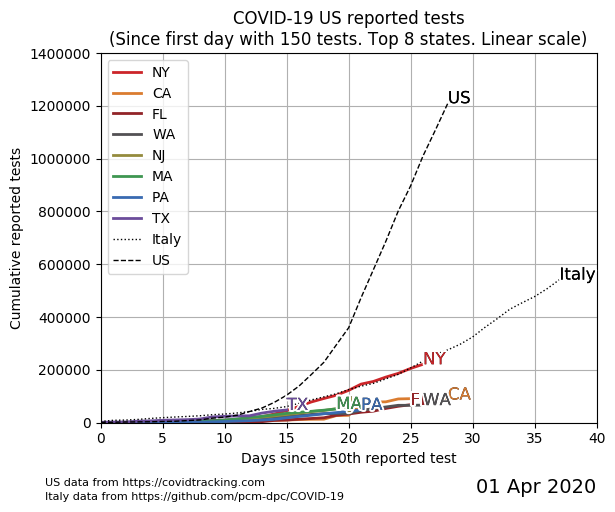 COVID-19 US reported tests
(Since first day with 150 tests. Top 8 states. Linear scale)
1400000
1200000
1000000
800000
600000
400000
200000
0
Cumulative reported tests
NY
CA
FL
WA
NJ
MA
PA
TX
Italy
US
US
Italy
NY
CA
WA
FL
PA
MA
TX
0 5 10 15 20 25 30 35 40
Days since 150th reported test
US data from https://covidtracking.com
Italy data from https://github.com/pcm-dpc/COVID-19
01 Apr 2020